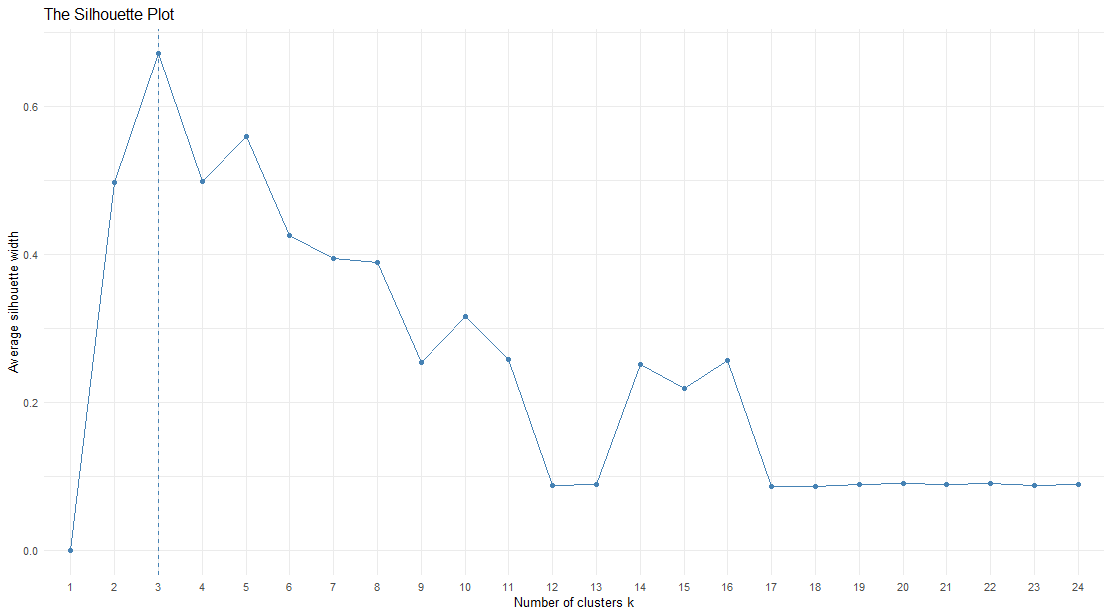 The Silhouette Plot
Average silhouette width
0.6
0.4
0.2
0.0
1 2 3 4 5 6 7 8 9 10 11 12 13 14 15 16 17 18 19 20 21 22 23 24
Number of clusters k